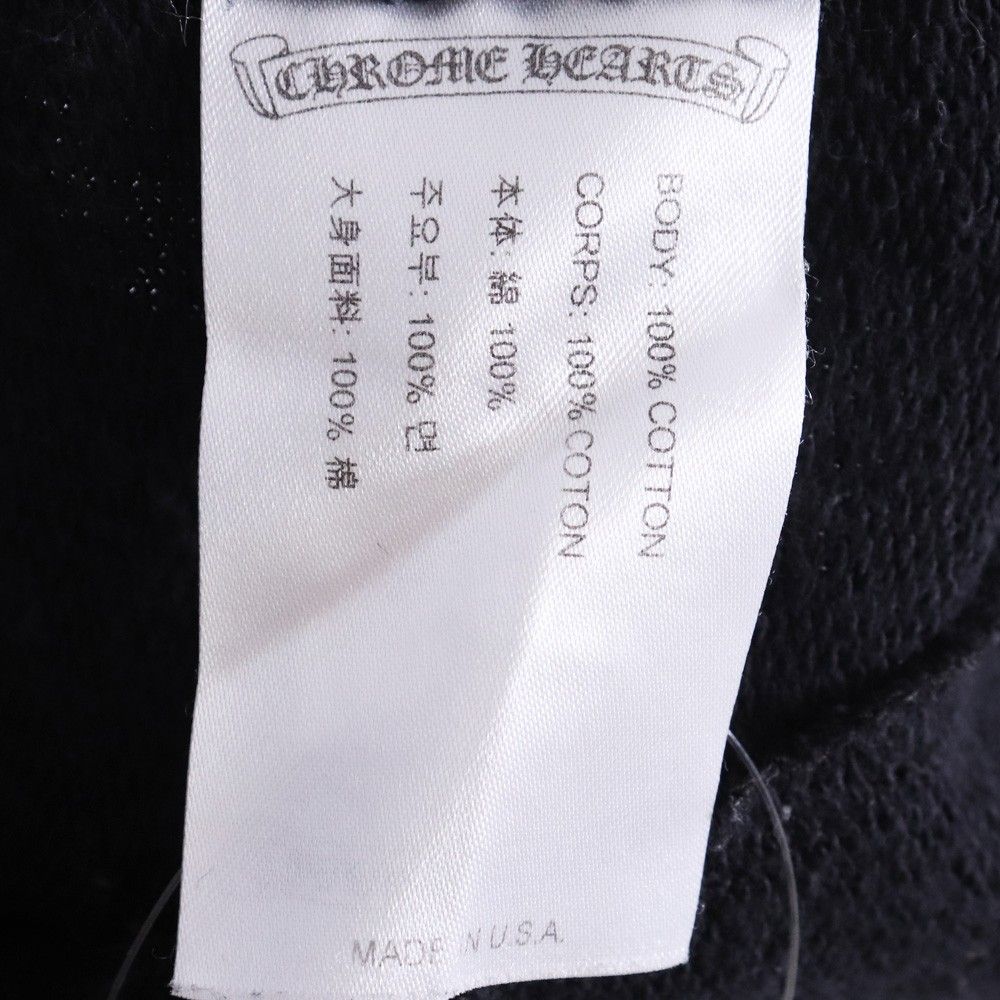 CHROME HEARTS
BODY: 100% COTTON
CORPS: 100% COTON
本体: 綿 100%
주요부: 100% 면
大身面料: 100% 棉
MADE IN U.S.A.